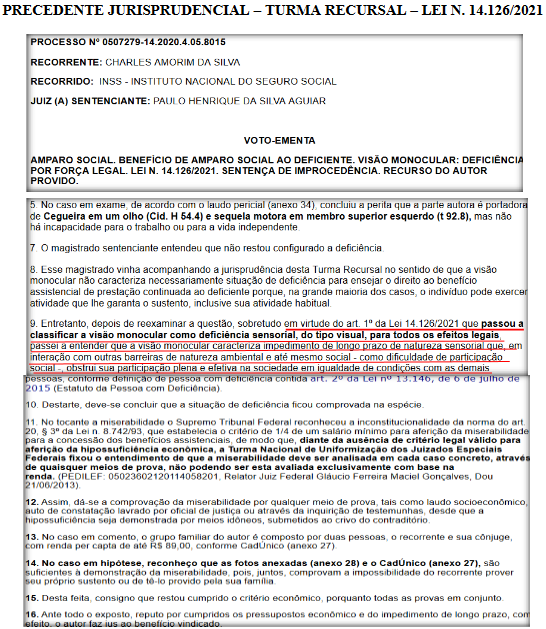 PRECEDENTE JURISPRUDENCIAL – TURMA RECURSAL – LEI N. 14.126/2021
PROCESSO Nº 0507279-14.2020.4.05.8015
RECORRENTE: CHARLES AMORIM DA SILVA
RECORRIDO: INSS - INSTITUTO NACIONAL DO SEGURO SOCIAL
JUIZ (A) SENTENCIANTE: PAULO HENRIQUE DA SILVA AGUIAR
VOTO-EMENTA
AMPARO SOCIAL. BENEFÍCIO DE AMPARO SOCIAL AO DEFICIENTE. VISÃO MONOCULAR: DEFICIÊNCIA
POR FORÇA LEGAL. LEI N. 14.126/2021. SENTENÇA DE IMPROCEDÊNCIA. RECURSO DO AUTOR
PROVIDO.
5. No caso em exame, de acordo com o laudo pericial (anexo 34), concluiu a perita que a parte autora é portadora
de Cegueira em um olho (Cid. H 54.4) e sequela motora em membro superior esquerdo (t 92.8), mas não
há incapacidade para o trabalho ou para a vida independente.
7. O magistrado sentenciante entendeu que não restou configurado a deficiência.
8. Esse magistrado vinha acompanhando a jurisprudência desta Turma Recursal no sentido de que a visão
monocular não caracteriza necessariamente situação de deficiência para ensejar o direito ao benefício
assistencial de prestação continuada ao deficiente porque, na grande maioria dos casos, o indivíduo pode exercer
atividade que lhe garanta o sustento, inclusive sua atividade habitual.
9. Entretanto, depois de reexaminar a questão, sobretudo em virtude do art. 1º da Lei 14.126/2021 que passou a
classificar a visão monocular como deficiência sensorial, do tipo visual, para todos os efeitos legais,
passei a entender que a visão monocular caracteriza impedimento de longo prazo de natureza sensorial que, em
interação com outras barreiras de natureza ambiental e até mesmo social - como dificuldade de participação
social -, obstrui sua participação plena e efetiva na sociedade em igualdade de condições com as demais
pessoas, conforme definição de pessoa com deficiência contida art. 2º da Lei nº 13.146, de 6 de julho de
2015 (Estatuto da Pessoa com Deficiência).
10. Destarte, deve-se concluir que a situação de deficiência ficou comprovada na espécie.
11. No tocante a miserabilidade o Supremo Tribunal Federal reconheceu a inconstitucionalidade da norma do art.
20, § 3º da Lei n. 8.742/93, que estabelecia o critério de 1/4 de um salário mínimo para aferição da miserabilidade
para a concessão dos benefícios assistenciais, de modo que, diante da ausência de critério legal válido para
aferição da hipossuficiência econômica, a Turma Nacional de Uniformização dos Juizados Especiais
Federais fixou o entendimento de que a miserabilidade deve ser analisada em cada caso concreto, através
de quaisquer meios de prova, não podendo ser esta avaliada exclusivamente com base na
renda. (PEDILEF: 05023602120114058201, Relator Juiz Federal Gláucio Ferreira Maciel Gonçalves, Dou
21/06/2013).
12. Assim, dá-se a comprovação da miserabilidade por qualquer meio de prova, tais como laudo socioeconômico,
auto de constatação lavrado por oficial de justiça ou através da inquirição de testemunhas, desde que a
hipossuficiência seja demonstrada por meios idôneos, submetidos ao crivo do contraditório.
13. No caso em comento, o grupo familiar do autor é composto por duas pessoas, o recorrente e sua cônjuge,
com renda per capta de até R$ 89,00, conforme CadÚnico (anexo 27).
14. No caso em hipótese, reconheço que as fotos anexadas (anexo 28) e o CadÚnico (anexo 27), são
suficientes à demonstração da miserabilidade, pois, juntos, comprovam a impossibilidade do recorrente prover
seu próprio sustento ou de tê-lo provido pela sua família.
15. Desta feita, consigno que restou cumprido o critério econômico, porquanto todas as provas em conjunto.
16. Ante todo o exposto, reputo por cumpridos os pressupostos econômico e do impedimento de longo prazo, com
efeito, o autor faz jus ao benefício vindicado.